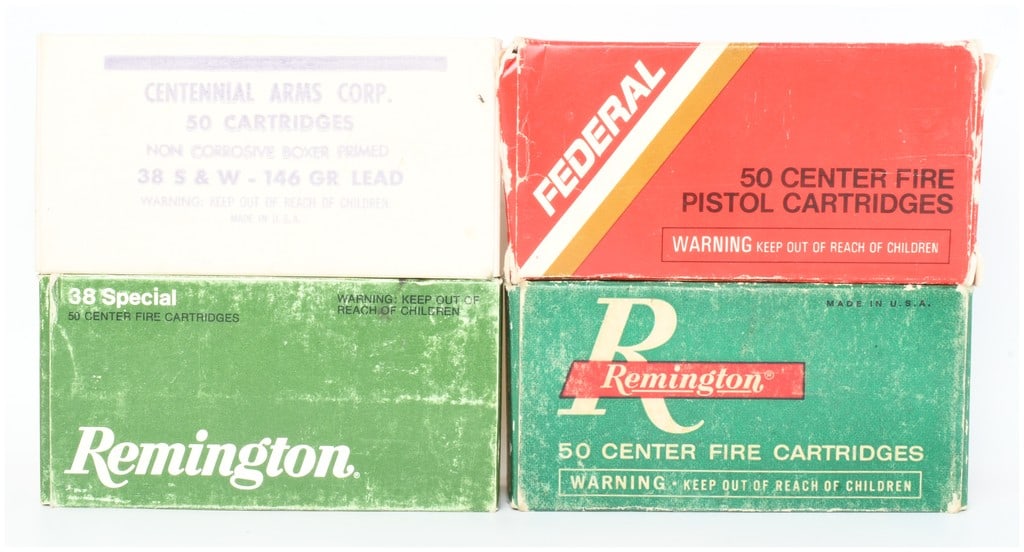 CENTENNIAL ARMS CORP.
50 CARTRIDGES
NON CORROSIVE BOXER PRIMED
38 S & W - 146 GR LEAD
WARNING: KEEP OUT OF REACH OF CHILDREN
MADE IN U.S.A.
FEDERAL
50 CENTER FIRE
PISTOL CARTRIDGES
WARNING KEEP OUT OF REACH OF CHILDREN
38 Special
50 CENTER FIRE CARTRIDGES
WARNING: KEEP OUT OF
REACH OF CHILDREN
Remington.
MADE IN U.S.A.
R
Remington®
50 CENTER FIRE CARTRIDGES
WARNING • KEEP OUT OF REACH OF CHILDREN